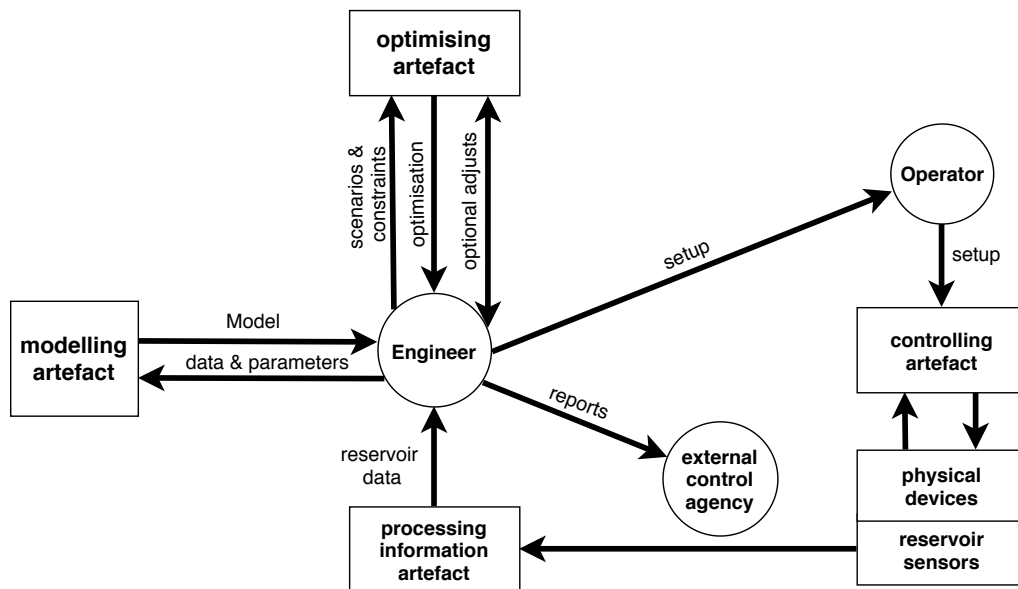 optimising
artefact
scenarios &
constraints
optimisation
optional adjusts
Operator
setup
setup
Model
modelling
artefact
data & parameters
Engineer
controlling
artefact
reports
reservoir
data
external
control
agency
physical
devices
processing
information
artefact
reservoir
sensors